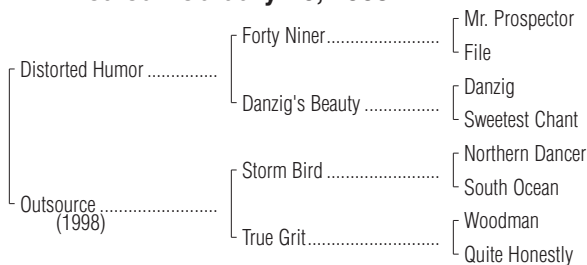 Mr. Prospector
Forty Niner
File
Distorted Humor
Danzig
Danzig's Beauty
Sweetest Chant
Northern Dancer
Storm Bird
South Ocean
Outsource
(1998)
Woodman
True Grit
Quite Honestly